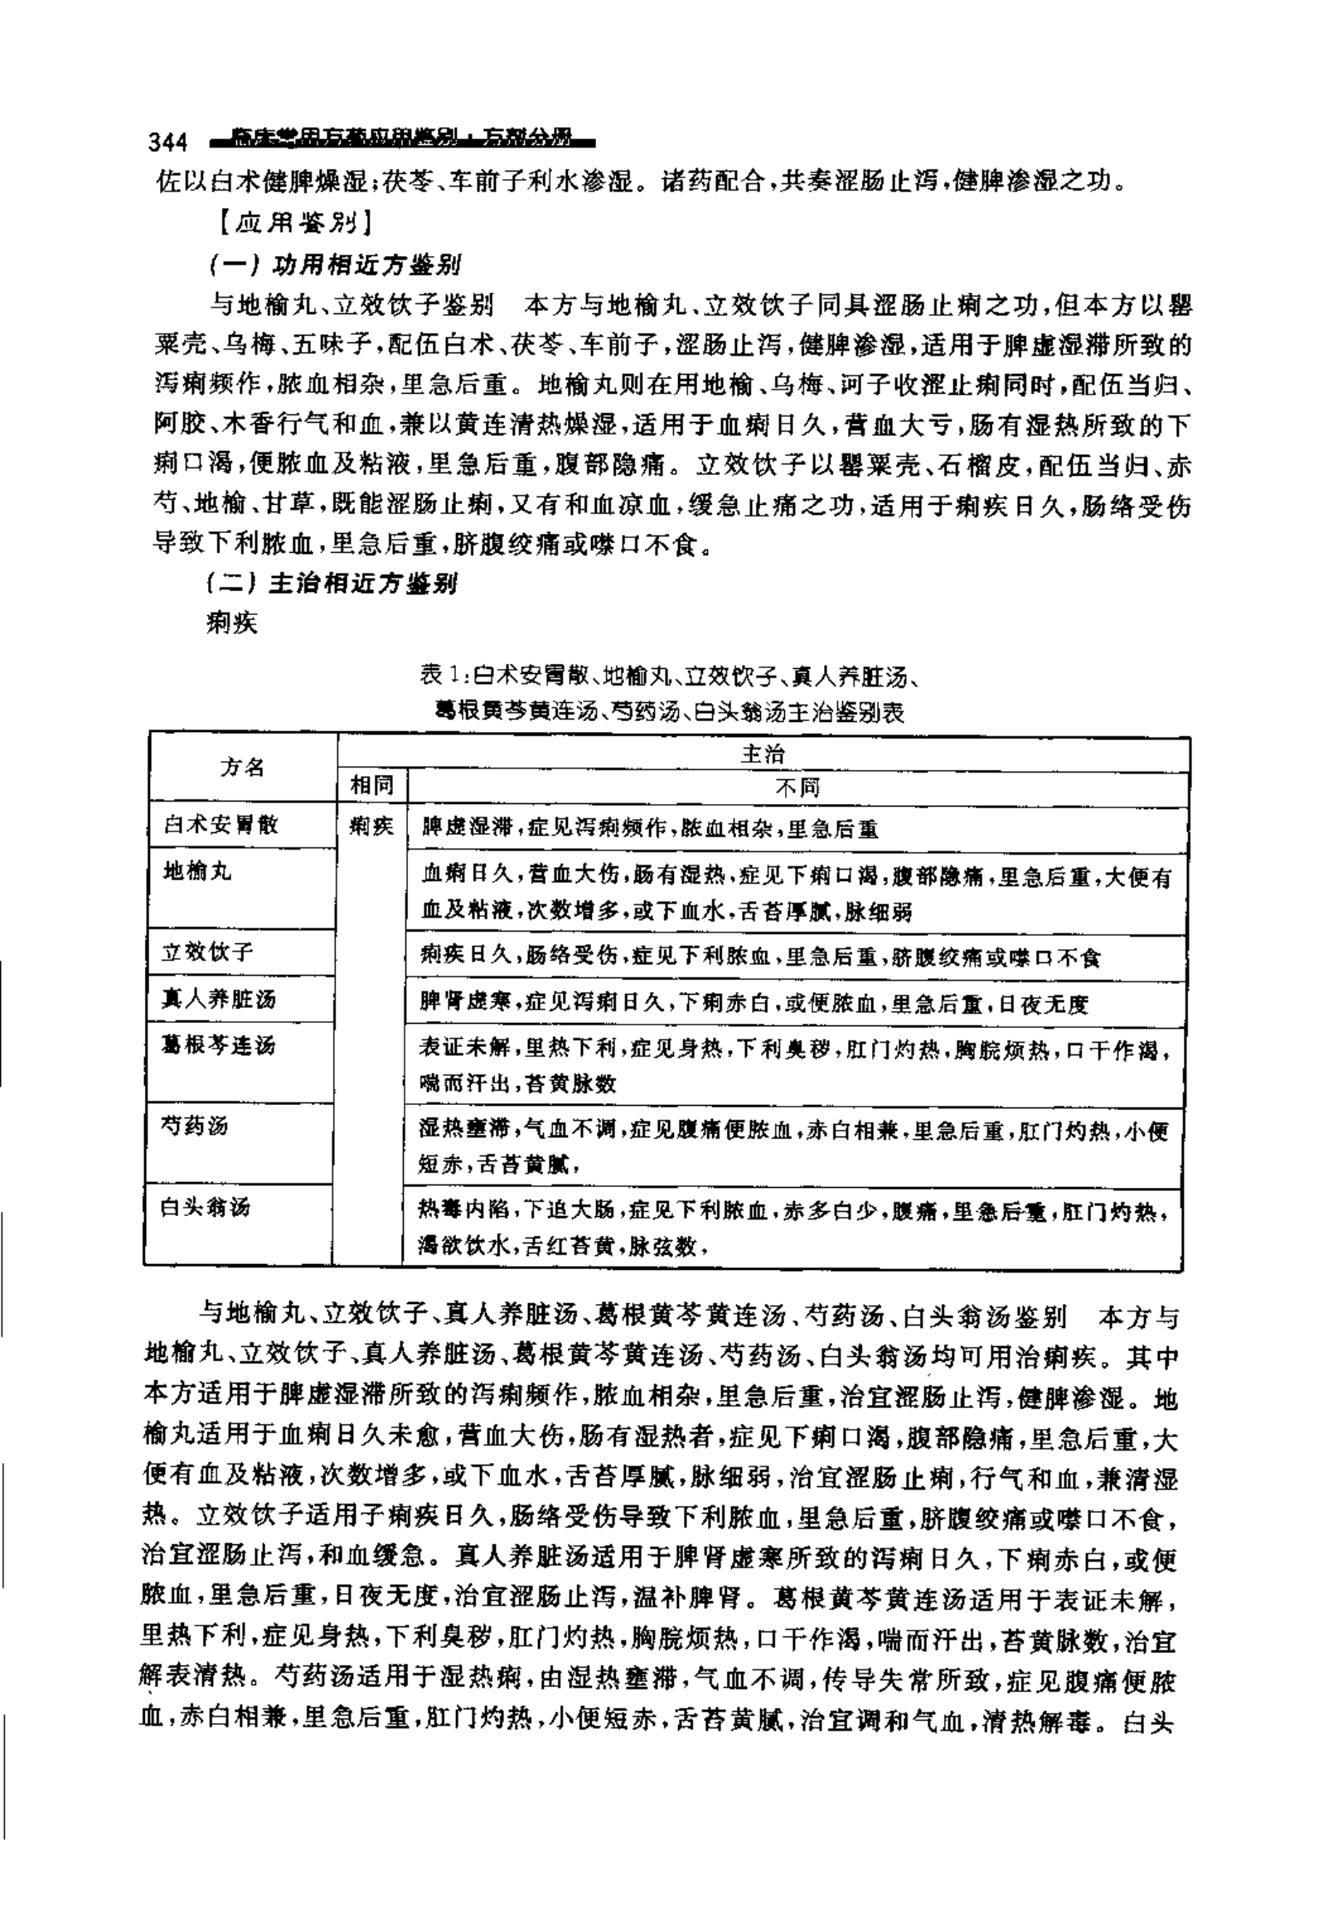 344 临床常用方药应用鉴别·方剂分册
佐以白术健脾燥湿;茯苓、车前子利水渗湿。诸药配合,共奏涩肠止泻,健脾渗湿之功。
【应用鉴别】
(一)功用相近方鉴别
与地榆丸、立效饮子鉴别 本方与地榆丸、立效饮子同具涩肠止痢之功,但本方以罂
粟壳、乌梅、五味子,配伍白术、茯苓、车前子,涩肠止泻,健脾渗湿,适用于脾虚湿滞所致的
泻痢频作,脓血相杂,里急后重。地榆丸则在用地榆、乌梅、诃子收涩止痢同时,配伍当归、
阿胶、木香行气和血,兼以黄连清热燥湿,适用于血痢日久,营血大亏,肠有湿热所致的下
痢口渴,便脓血及粘液,里急后重,腹部隐痛。立效饮子以罂粟壳、石榴皮,配伍当归、赤
芍、地榆、甘草,既能涩肠止痢,又有和血凉血,缓急止痛之功,适用于痢疾日久,肠络受伤
导致下利脓血,里急后重,脐腹绞痛或噤口不食。
(二)主治相近方鉴别
痢疾
表1:白术安胃散、地榆丸、立效饮子、真人养脏汤、
葛根黄芩黄连汤、芍药汤、白头翁汤主治鉴别表
方名 主治
相同 不同
白术安胃散 痢疾 脾虚湿滞,症见泻痢频作,脓血相杂,里急后重
地榆丸 血痢日久,营血大伤,肠有湿热,症见下痢口渴,腹部隐痛,里急后重,大便有
血及粘液,次数增多,或下血水,舌苔厚腻,脉细弱
立效饮子 痢疾日久,肠络受伤,症见下利脓血,里急后重,脐腹绞痛或噤口不食
真人养脏汤 脾肾虚寒,症见泻痢日久,下痢赤白,或便脓血,里急后重,日夜无度
葛根芩连汤 表证未解,里热下利,症见身热,下利臭秽,肛门灼热,胸脘烦热,口干作渴,
喘而汗出,苔黄脉数
芍药汤 湿热壅滞,气血不调,症见腹痛便脓血,赤白相兼,里急后重,肛门灼热,小便
短赤,舌苔黄腻,
白头翁汤 热毒内陷,下迫大肠,症见下利脓血,赤多白少,腹痛,里急后重,肛门灼热,
渴欲饮水,舌红苔黄,脉弦数,
与地榆丸、立效饮子、真人养脏汤、葛根黄芩黄连汤、芍药汤、白头翁汤鉴别 本方与
地榆丸、立效饮子、真人养脏汤、葛根黄芩黄连汤、芍药汤、白头翁汤均可用治痢疾。其中
本方适用于脾虚湿滞所致的泻痢频作,脓血相杂,里急后重,治宜涩肠止泻,健脾渗湿。地
榆丸适用于血痢日久未愈,营血大伤,肠有湿热者,症见下痢口渴,腹部隐痛,里急后重,大
便有血及粘液,次数增多,或下血水,舌苔厚腻,脉细弱,治宜涩肠止痢,行气和血,兼清湿
热。立效饮子适用子痢疾日久,肠络受伤导致下利脓血,里急后重,脐腹绞痛或噤口不食,
治宜涩肠止泻,和血缓急。真人养脏汤适用于脾肾虚寒所致的泻痢日久,下痢赤白,或便
脓血,里急后重,日夜无度,治宜涩肠止泻,温补脾肾。葛根黄芩黄连汤适用于表证未解,
里热下利,症见身热,下利臭秽,肛门灼热,胸脘烦热,口干作渴,喘而汗出,苔黄脉数,治宜
解表清热。芍药汤适用于湿热痢,由湿热壅滞,气血不调,传导失常所致,症见腹痛便脓
血,赤白相兼,里急后重,肛门灼热,小便短赤,舌苔黄腻,治宜调和气血,清热解毒。白头